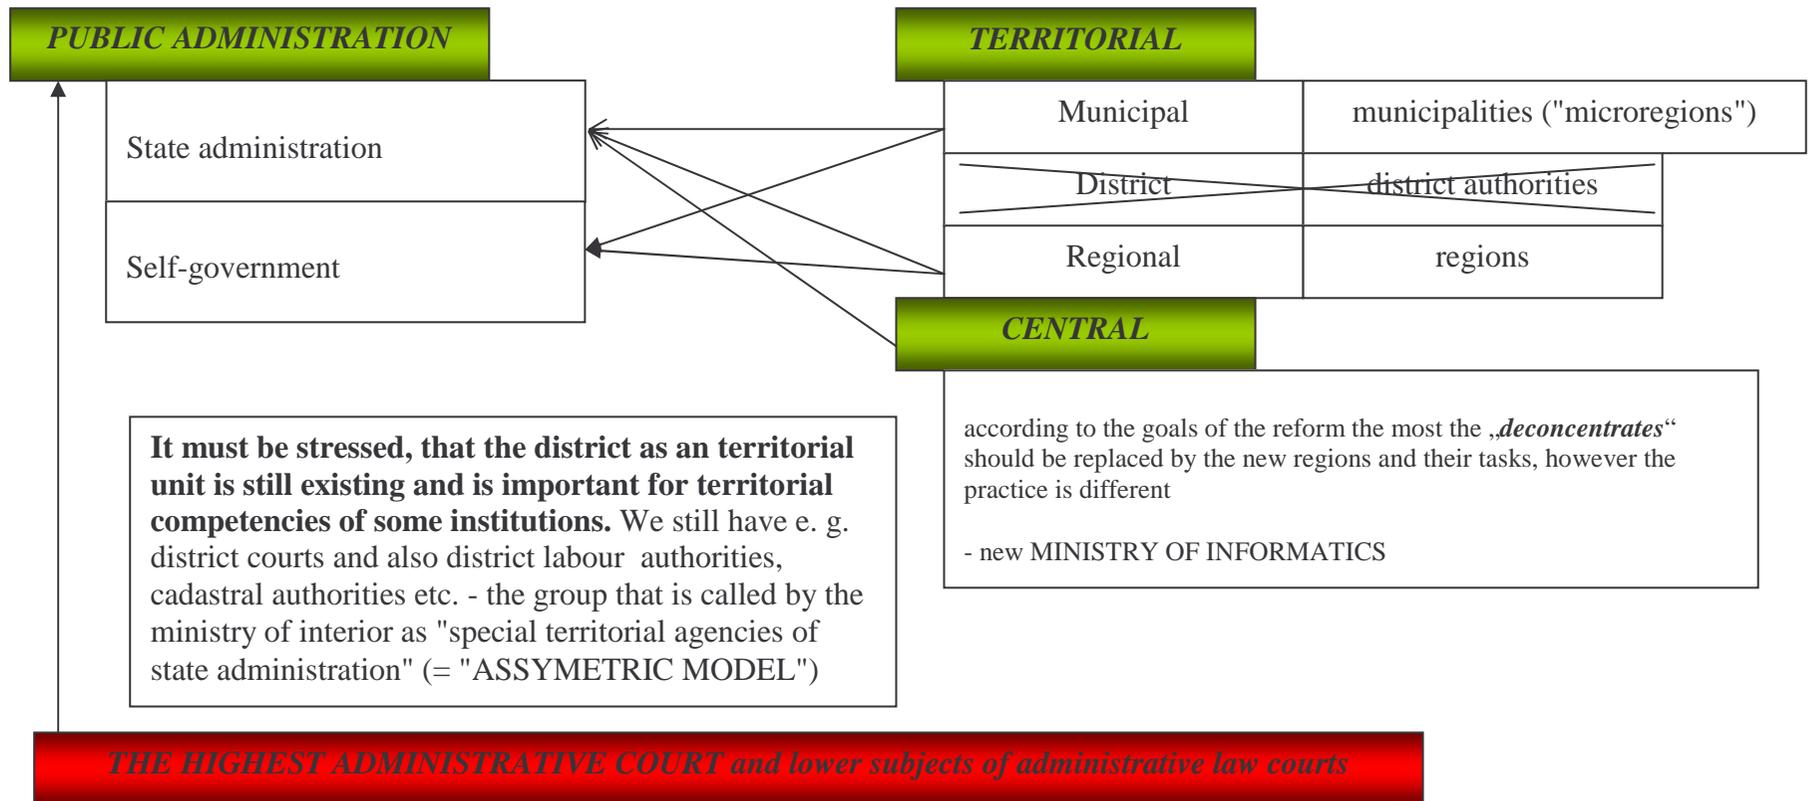 PUBLIC ADMINISTRATION
State administration
Self-government
TERRITORIAL
Municipal
municipalities ("microregions")
District
district authorities
Regional
regions
CENTRAL
according to the goals of the reform the most the „deconcentrates“
should be replaced by the new regions and their tasks, however the
practice is different
- new MINISTRY OF INFORMATICS
It must be stressed, that the district as an territorial
unit is still existing and is important for territorial
competencies of some institutions. We still have e. g.
district courts and also district labour authorities,
cadastral authorities etc. - the group that is called by the
ministry of interior as "special territorial agencies of
state administration" (= "ASSYMETRIC MODEL")
THE HIGHEST ADMINISTRATIVE COURT and lower subjects of administrative law courts